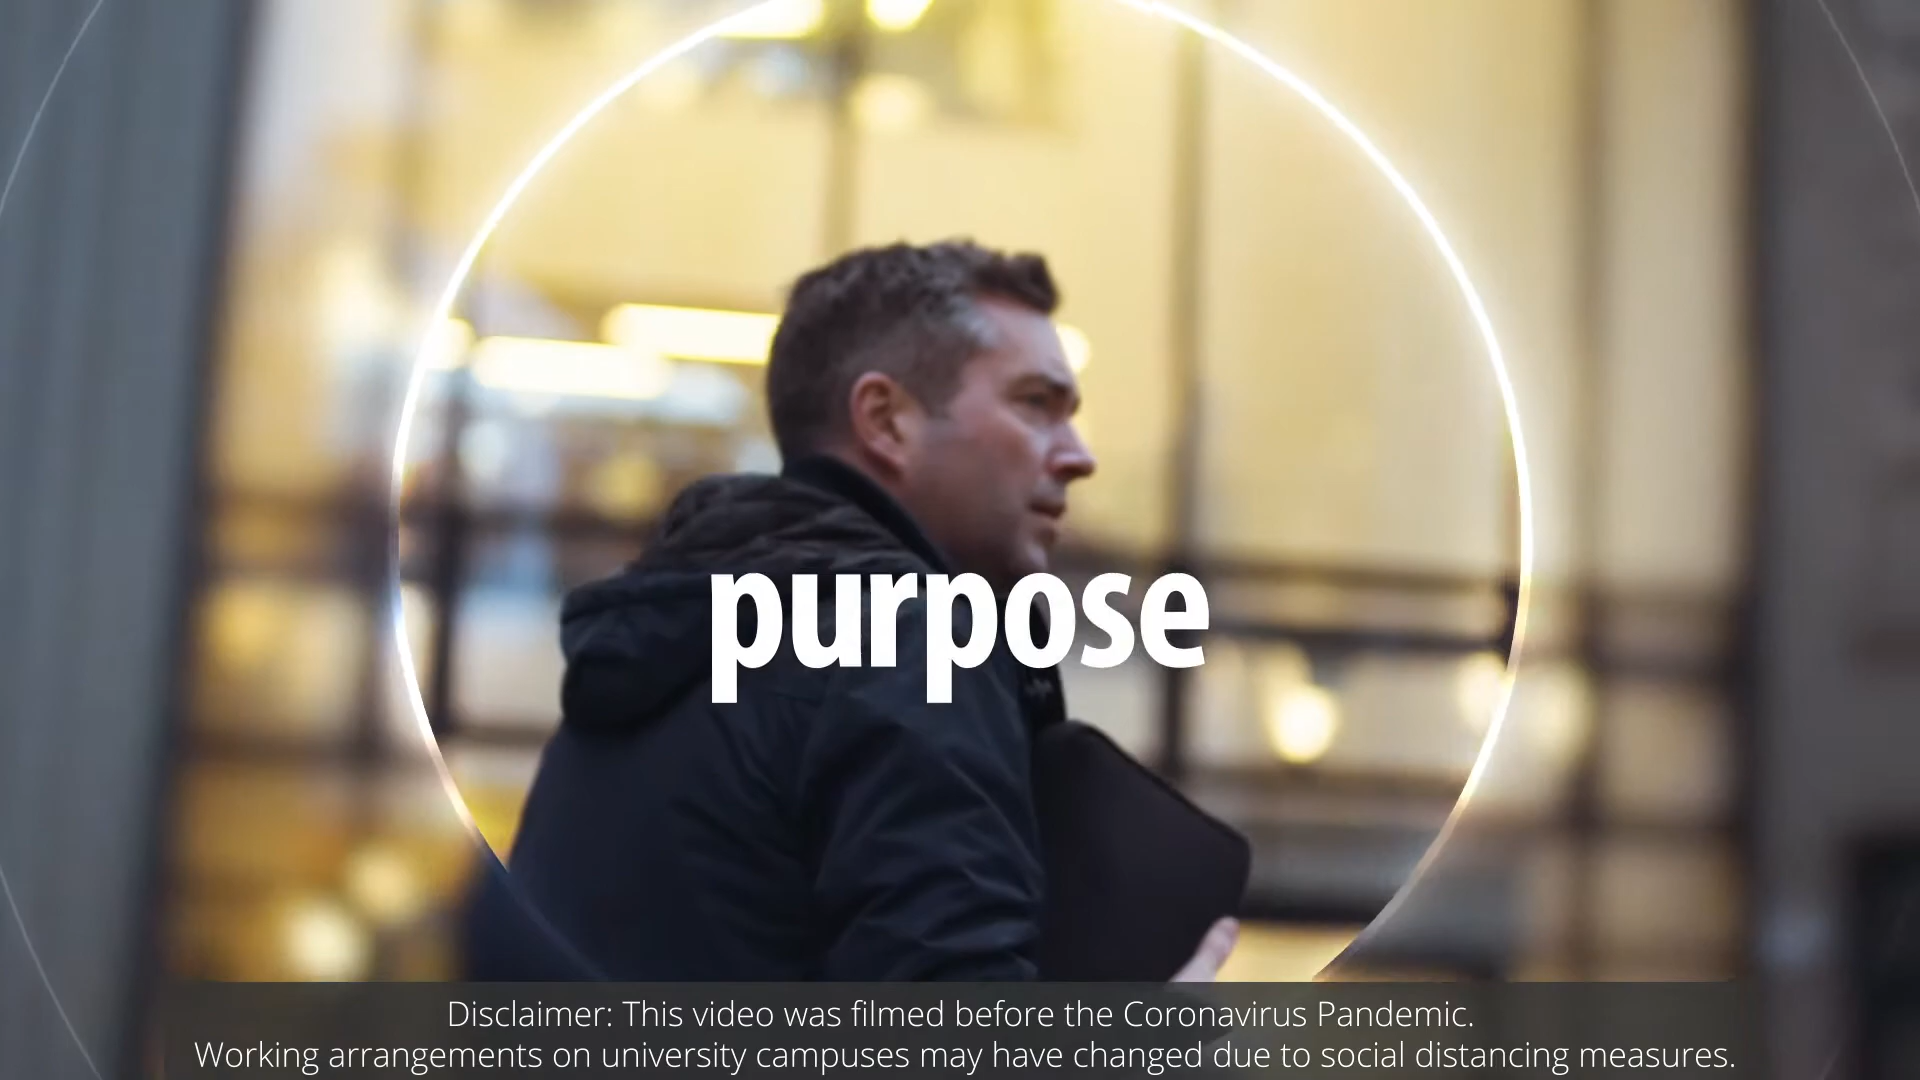 purpose
Disclaimer: This video was filmed before the Coronavirus Pandemic.
Working arrangements on university campuses may have changed due to social distancing measures.